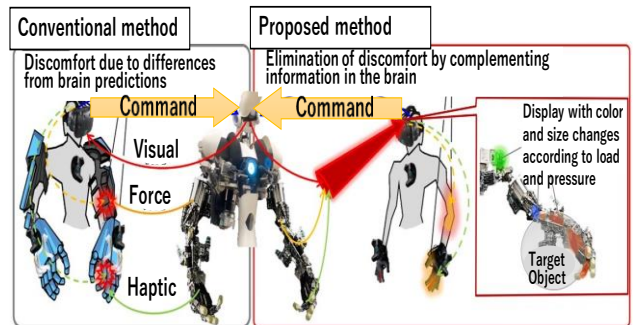 Conventional method
Proposed method
Discomfort due to differences
from brain predictions
Elimination of discomfort by complementing
information in the brain
Command
Command
Visual
Force
Haptic
Display with color
and size changes
according to load
and pressure
Target
Object